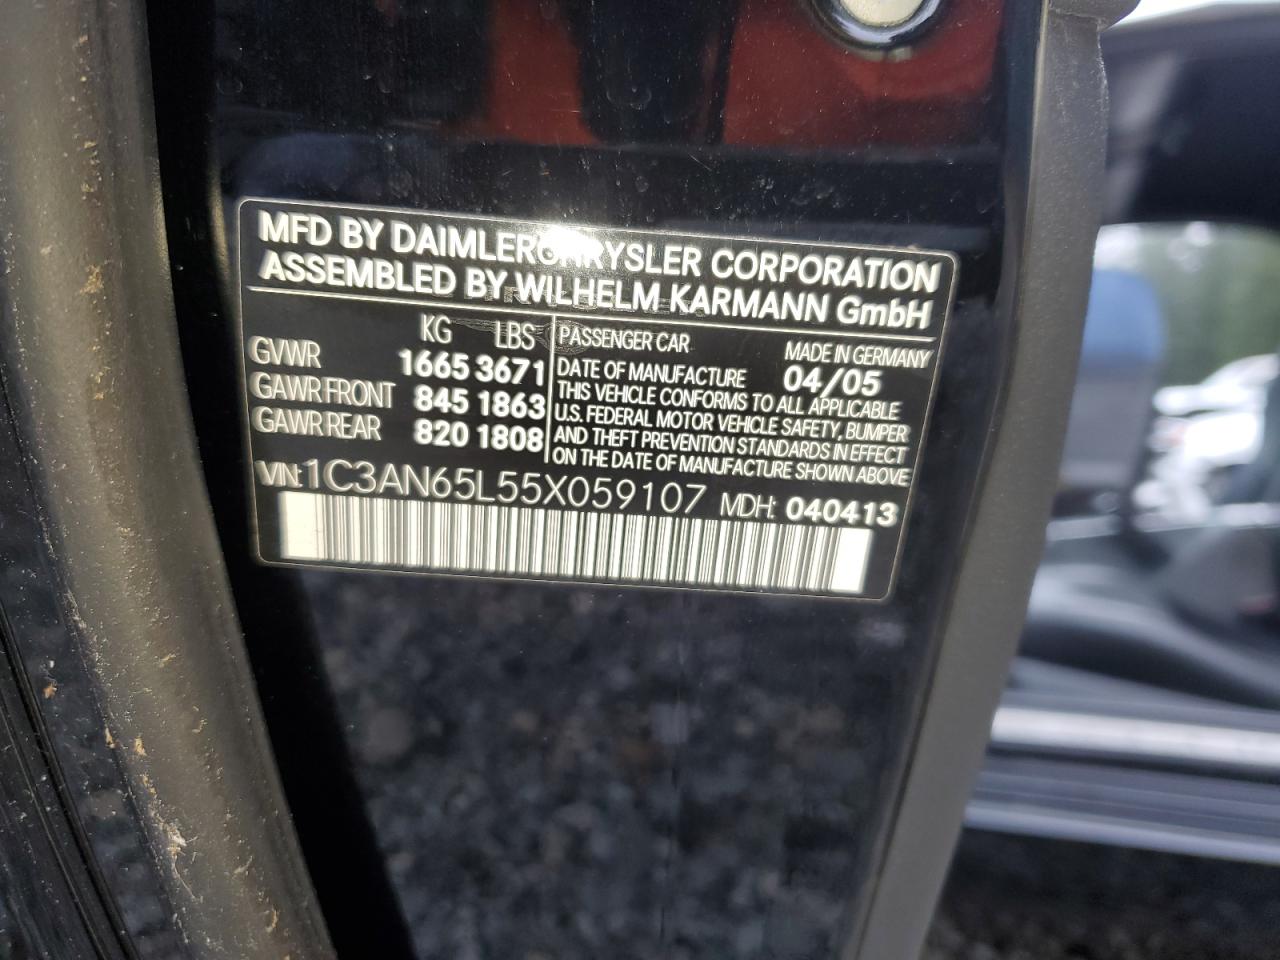 MFD BY DAIMLERCHRYSLER CORPORATION
ASSEMBLED BY WILHELM KARMANN GmbH
KG LBS
GVWR 1665 3671
GAWR FRONT 845 1863
GAWR REAR 820 1808
PASSENGER CAR MADE IN GERMANY
DATE OF MANUFACTURE 04/05
THIS VEHICLE CONFORMS TO ALL APPLICABLE
U.S. FEDERAL MOTOR VEHICLE SAFETY, BUMPER
AND THEFT PREVENTION STANDARDS IN EFFECT
ON THE DATE OF MANUFACTURE SHOWN ABOVE
VIN: 1C3AN65L55X059107 MDH: 040413